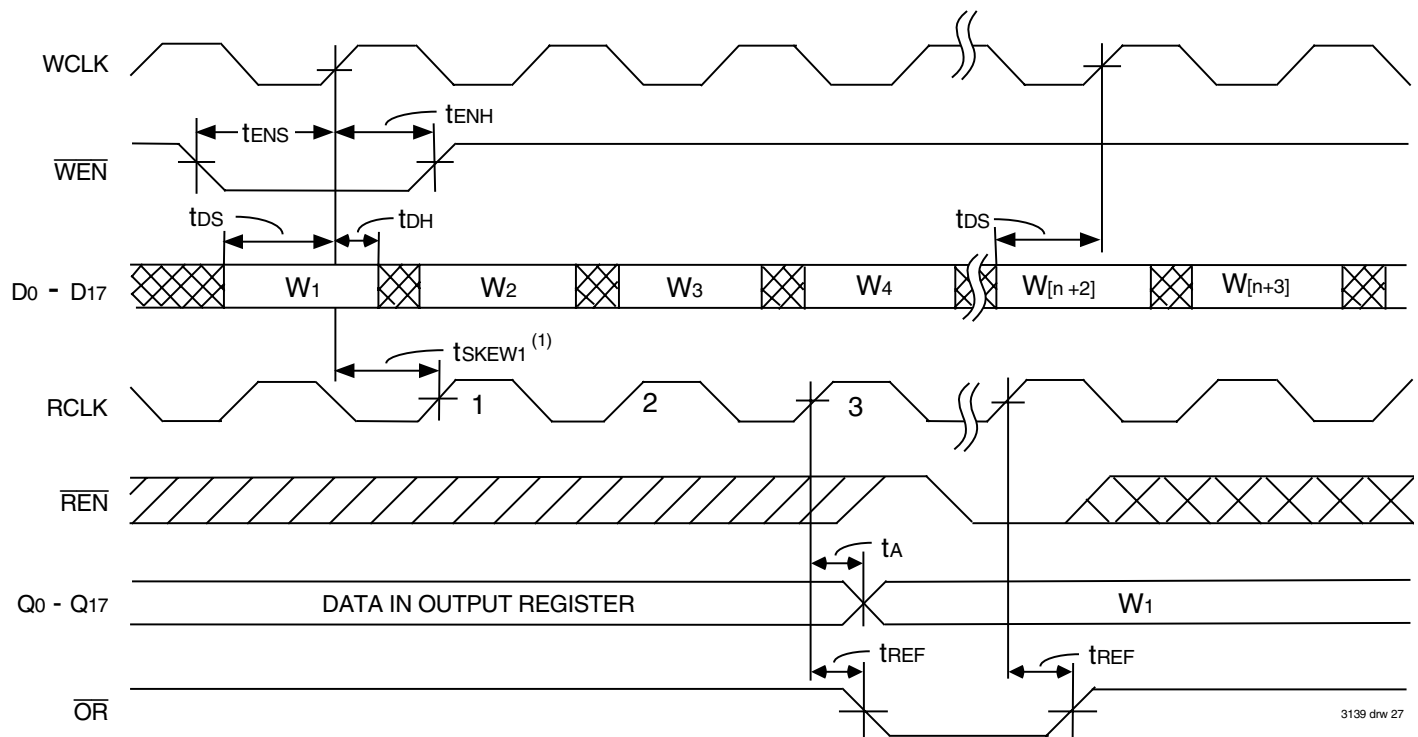 WCLK
tENH
tENS
WEN
tDS
tDH
tDS
D0 - D17
W1
W2
W3
W4
W[n +2]
W[n+3]
tSKEW1 (1)
RCLK
1
2
3
REN
tA
Q0 - Q17
DATA IN OUTPUT REGISTER
W1
tREF
tREF
OR
3139 drw 27